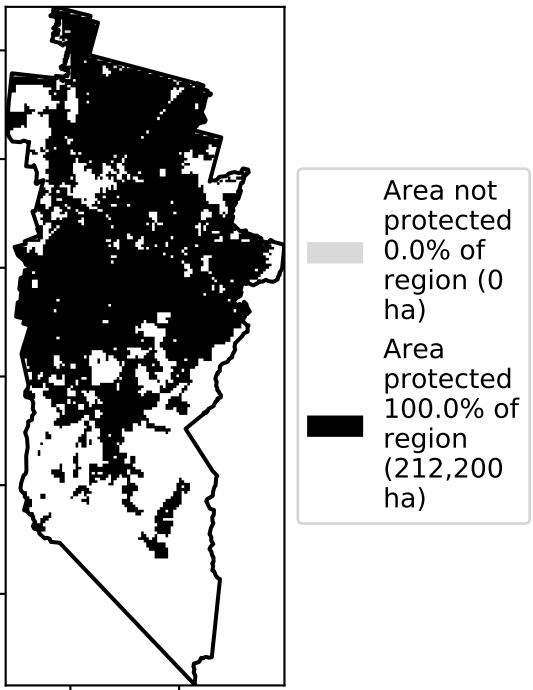 Area not
protected
0.0% of
region (0
ha)
Area
protected
100.0% of
region
(212,200
ha)